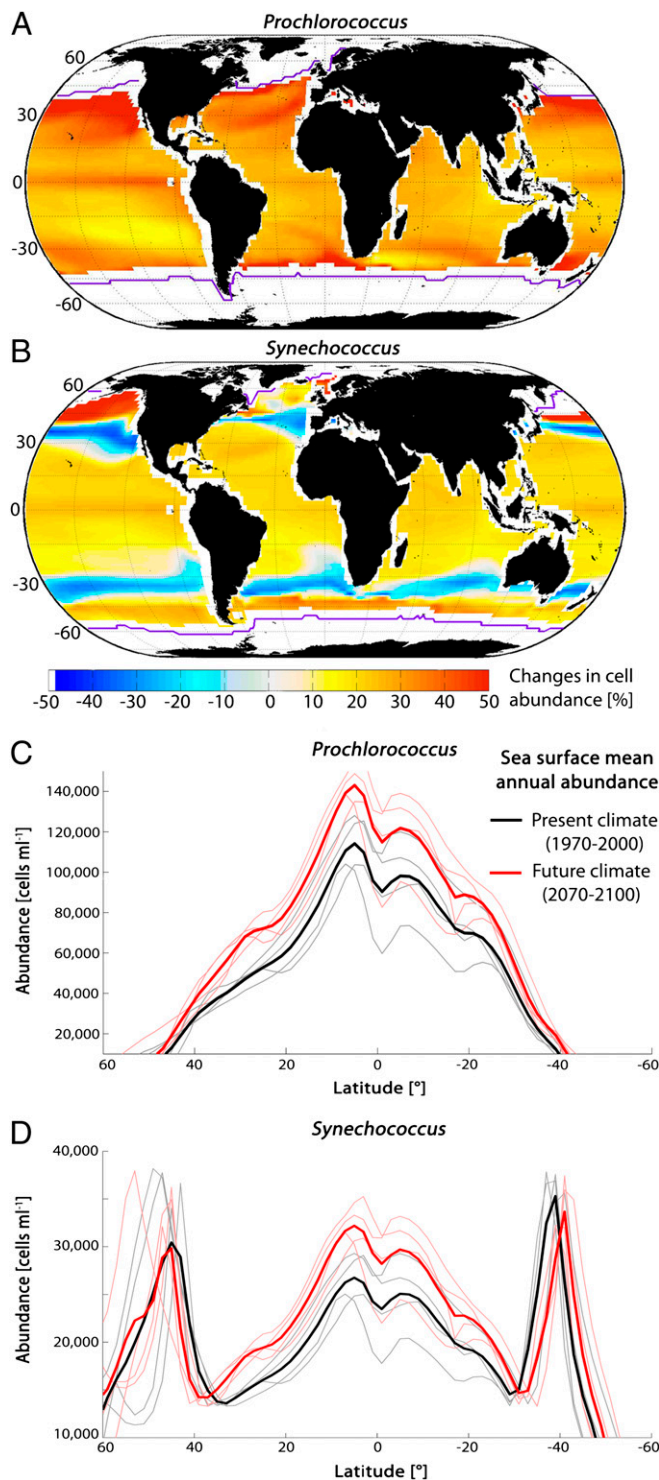 A
Prochlorococcus
60
30
0
-30
-60
B
Synechococcus
60
30
0
-30
-60
-50 -40 -30 -20 -10 0 10 20 30 40 50
Changes in cell
abundance [%]
C
Prochlorococcus
Sea surface mean
annual abundance
Present climate
(1970-2000)
Future climate
(2070-2100)
Abundance [cells ml⁻¹]
140,000
120,000
100,000
80,000
60,000
40,000
20,000
60 40 20 0 -20 -40 -60
Latitude [°]
D
Synechococcus
Abundance [cells ml⁻¹]
40,000
30,000
20,000
10,000
60 40 20 0 -20 -40 -60
Latitude [°]